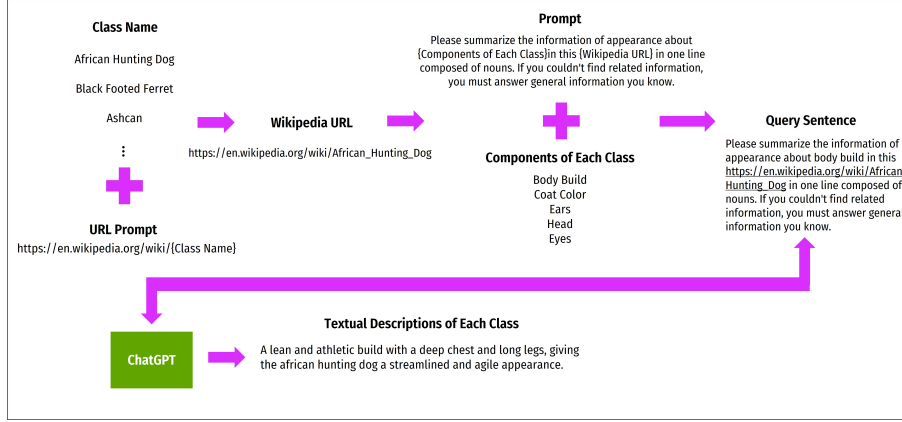 Class Name
African Hunting Dog
Black Footed Ferret
Ashcan
⋮
URL Prompt
https://en.wikipedia.org/wiki/{Class Name}
Wikipedia URL
https://en.wikipedia.org/wiki/African_Hunting_Dog
Prompt
Please summarize the information of appearance about
{Components of Each Class}in this {Wikipedia URL} in one line
composed of nouns. If you couldn't find related information,
you must answer general information you know.
Components of Each Class
Body Build
Coat Color
Ears
Head
Eyes
Query Sentence
Please summarize the information of
appearance about body build in this
https://en.wikipedia.org/wiki/African
Hunting_Dog in one line composed of
nouns. If you couldn't find related
information, you must answer genera
information you know.
ChatGPT
Textual Descriptions of Each Class
A lean and athletic build with a deep chest and long legs, giving
the african hunting dog a streamlined and agile appearance.